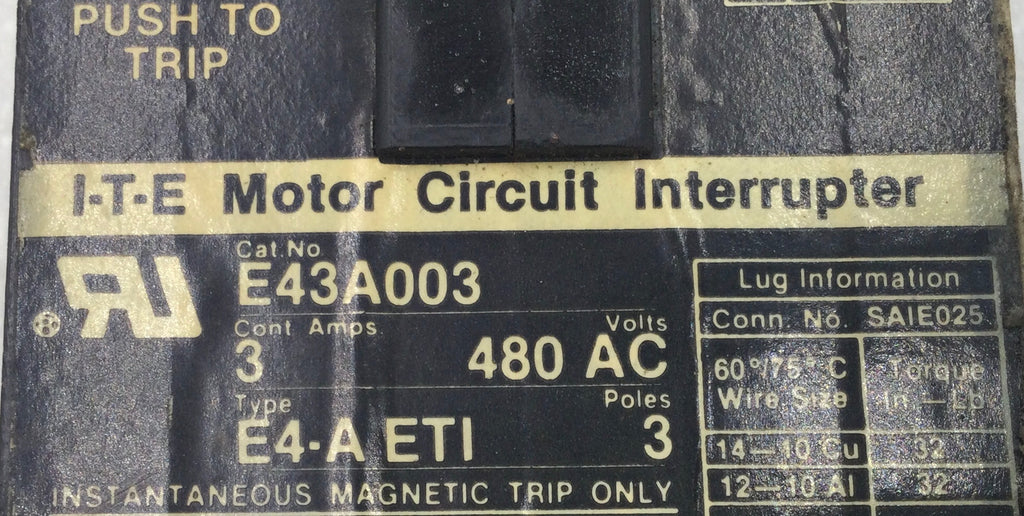 PUSH TO
TRIP
I-T-E Motor Circuit Interrupter
Cat. No
E43A003
Cont Amps.
3
Volts
480 AC
Type
E4-A ETI
Poles
3
INSTANTANEOUS MAGNETIC TRIP ONLY
Lug Information
Conn. No. SAIE025
60°/75°C
Wire Size
Torque
In.—Lb
14—10 Cu 32
12—10 Al 32